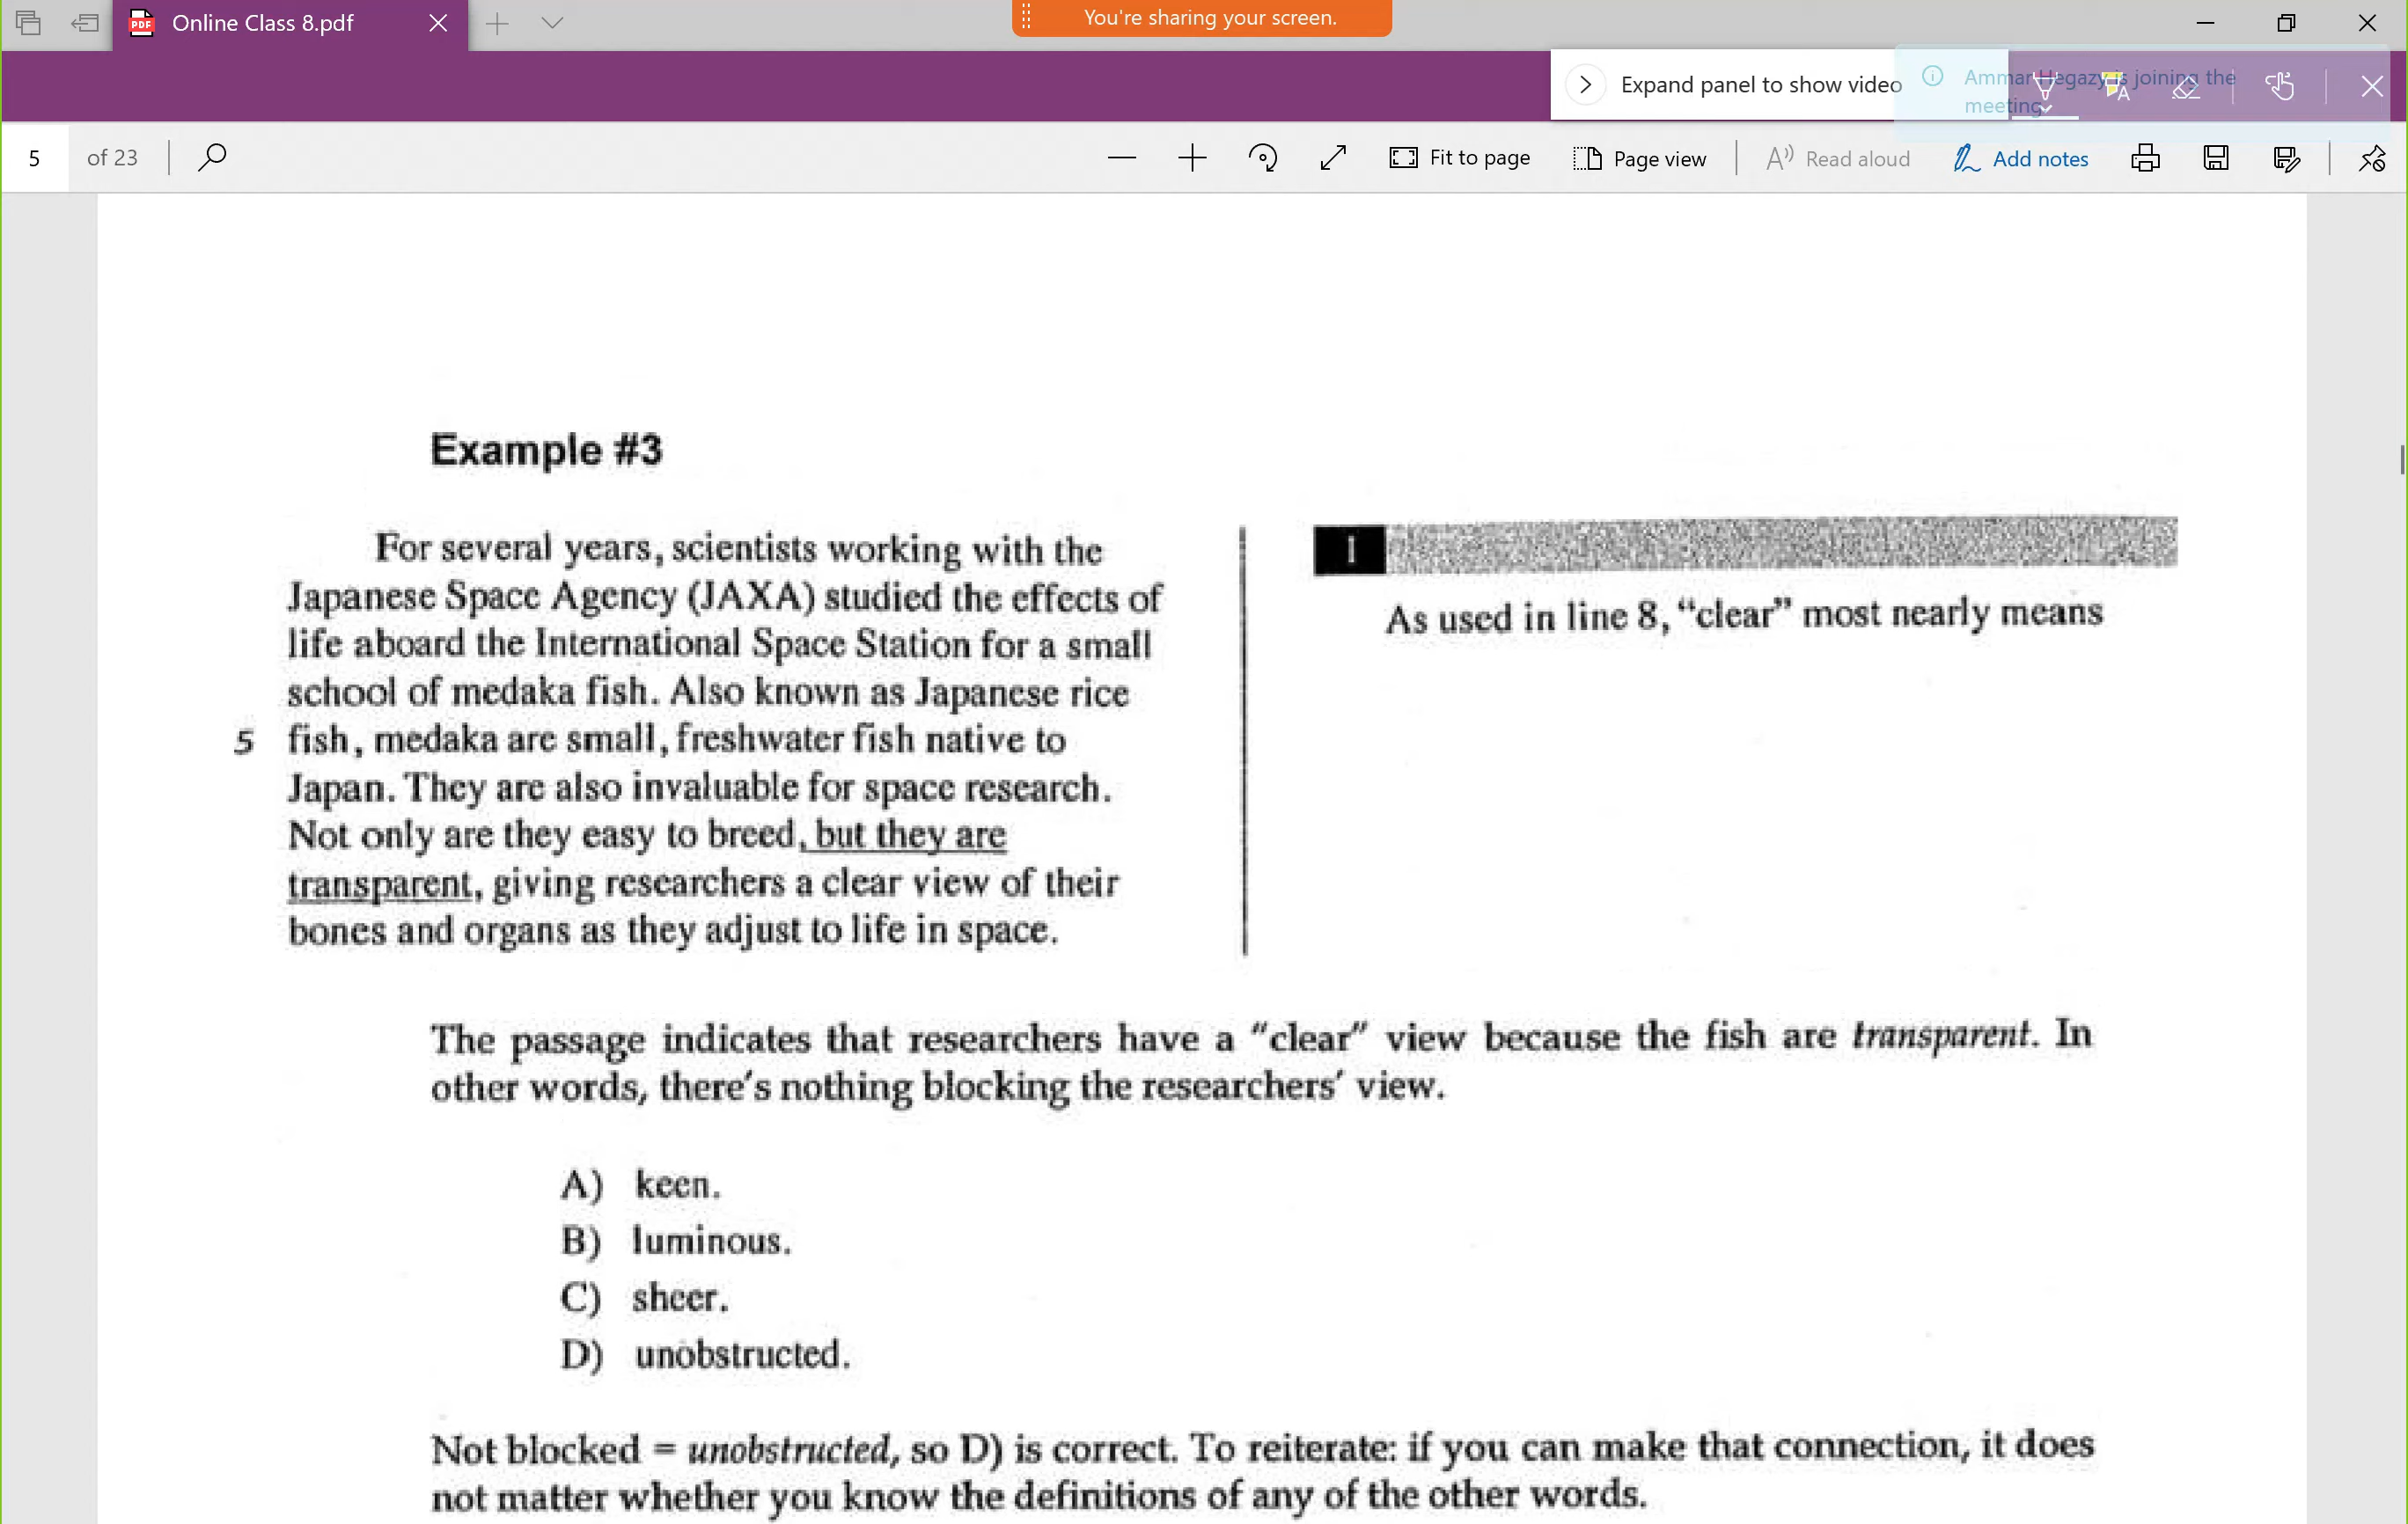 Online Class 8.pdf
You're sharing your screen.
Expand panel to show video
Ammar Hegazy is joining the
meeting.
5 of 23
Fit to page
Page view
Read aloud
Add notes
Example #3
For several years, scientists working with the
Japanese Space Agency (JAXA) studied the effects of
life aboard the International Space Station for a small
school of medaka fish. Also known as Japanese rice
5 fish, medaka are small, freshwater fish native to
Japan. They are also invaluable for space research.
Not only are they easy to breed, but they are
transparent, giving researchers a clear view of their
bones and organs as they adjust to life in space.
1
As used in line 8, “clear” most nearly means
The passage indicates that researchers have a “clear” view because the fish are transparent. In
other words, there’s nothing blocking the researchers’ view.
A) keen.
B) luminous.
C) sheer.
D) unobstructed.
Not blocked = unobstructed, so D) is correct. To reiterate: if you can make that connection, it does
not matter whether you know the definitions of any of the other words.